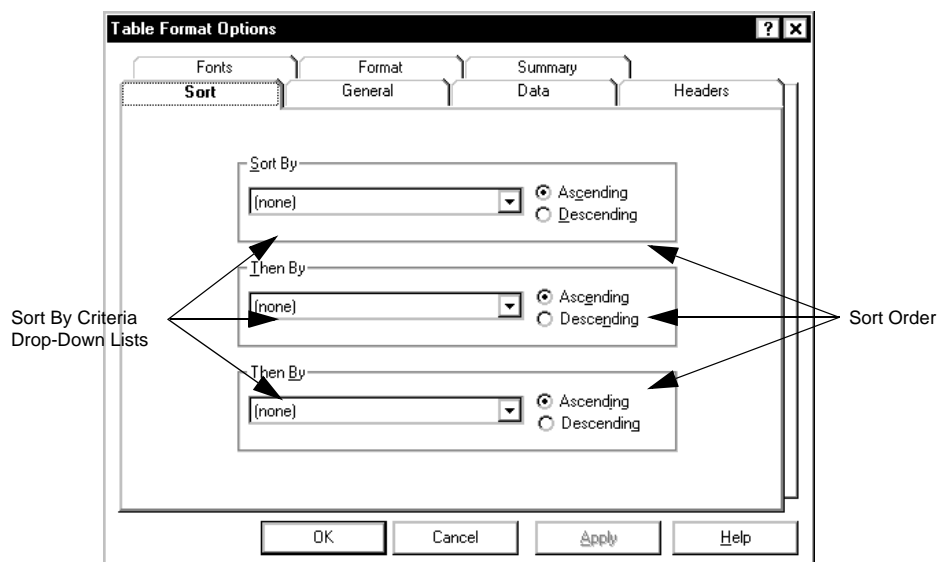 Table Format Options
Fonts Format Summary
Sort General Data Headers
Sort By
(none)
Ascending
Descending
Then By
(none)
Ascending
Descending
Then By
(none)
Ascending
Descending
Sort By Criteria
Drop-Down Lists
Sort Order
OK Cancel Apply Help